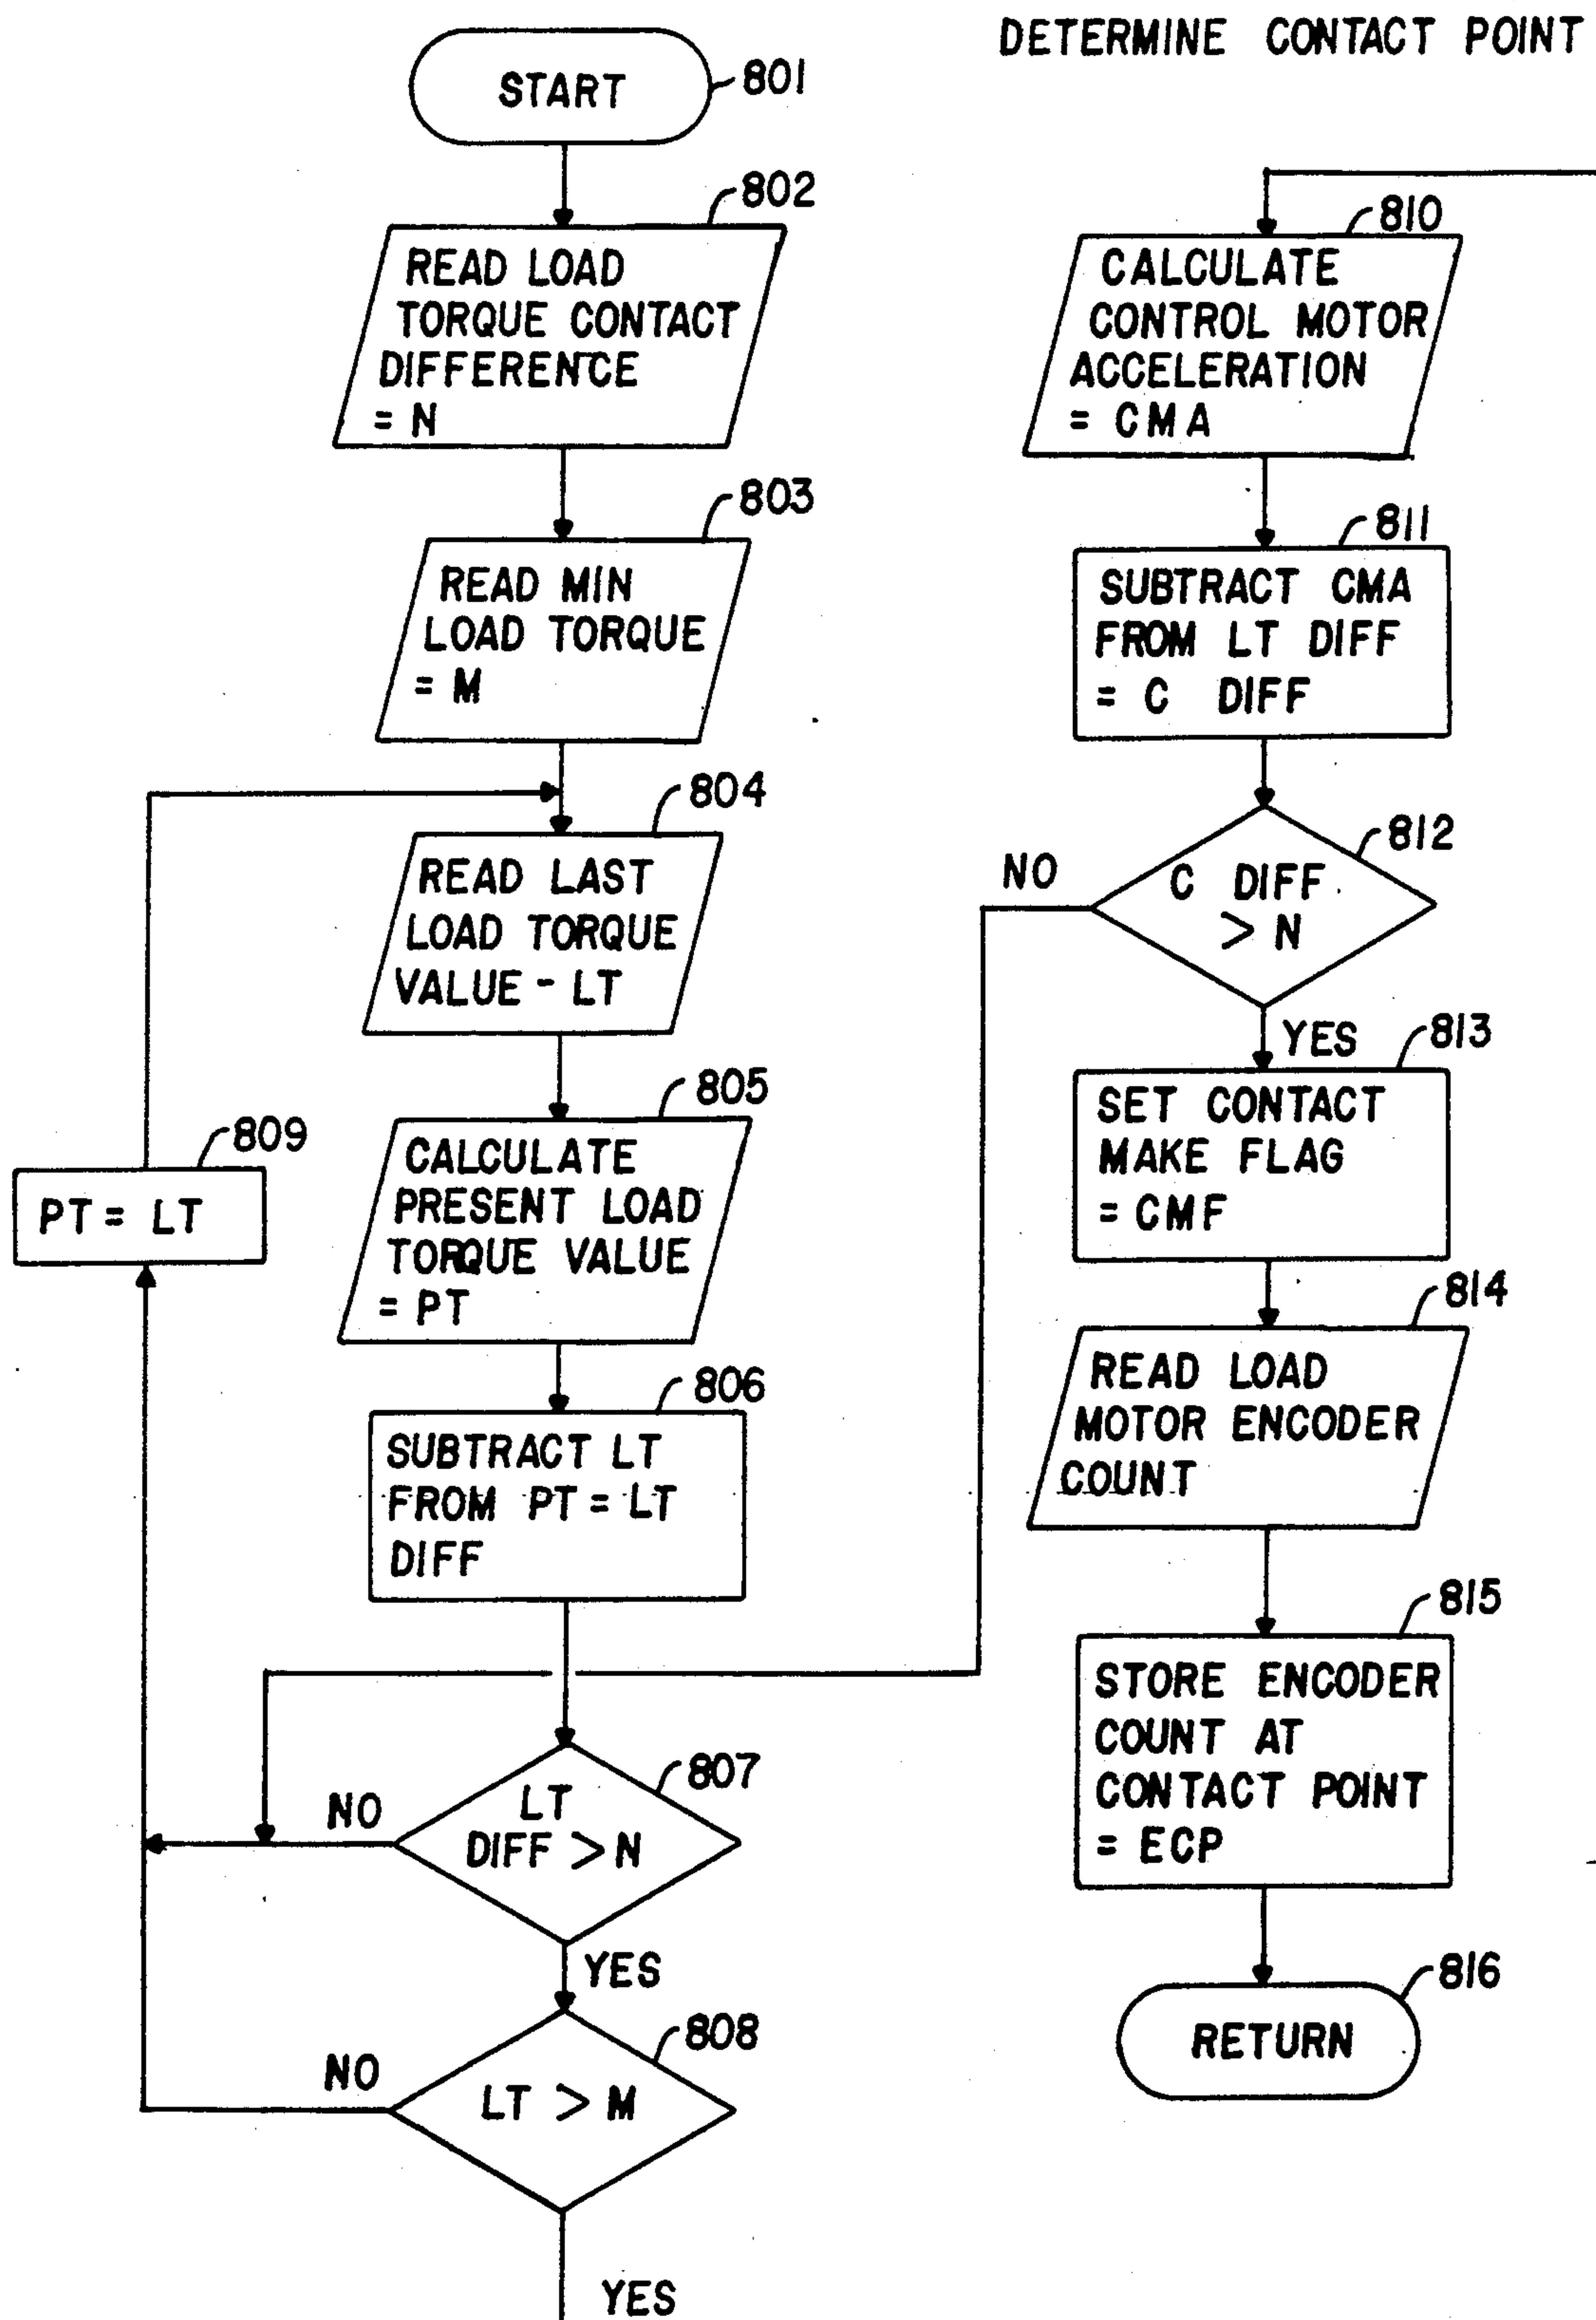 DETERMINE CONTACT POINT
START
801
802
READ LOAD
TORQUE CONTACT
DIFFERENCE
= N
803
READ MIN
LOAD TORQUE
= M
804
READ LAST
LOAD TORQUE
VALUE - LT
805
CALCULATE
PRESENT LOAD
TORQUE VALUE
= PT
809
PT = LT
806
SUBTRACT LT
FROM PT = LT
DIFF
807
LT
DIFF > N
NO
YES
808
LT > M
NO
YES
810
CALCULATE
CONTROL MOTOR
ACCELERATION
= CMA
811
SUBTRACT CMA
FROM LT DIFF
= C DIFF
812
C DIFF
> N
NO
YES
813
SET CONTACT
MAKE FLAG
= CMF
814
READ LOAD
MOTOR ENCODER
COUNT
815
STORE ENCODER
COUNT AT
CONTACT POINT
= ECP
816
RETURN